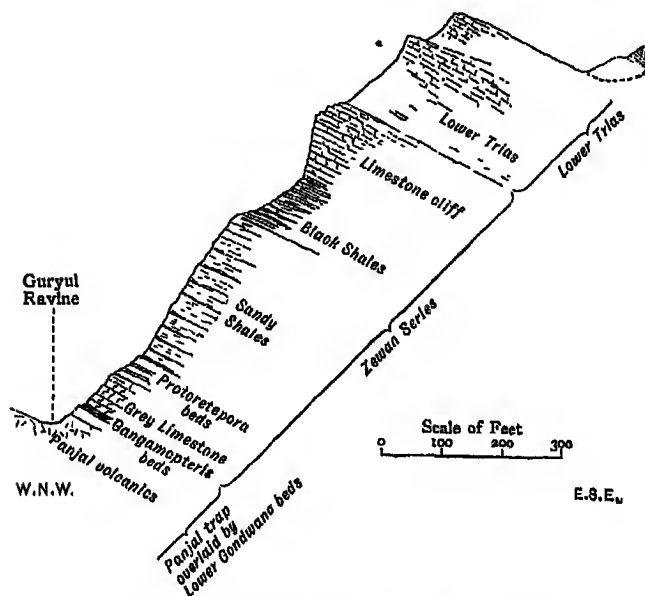 Lower Trias
Lower Trias
Limestone cliff
Black Shales
Guryul
Ravine
Sandy
Shales
Zewan Series
Protoretepora
beds
Grey Limestone
Gangamopteris
beds
Panjal volcanics
Scale of Feet
0 100 200 300
W.N.W.
E.S.E.
Panjal trap
overlaid by
Lower Gondwana beds